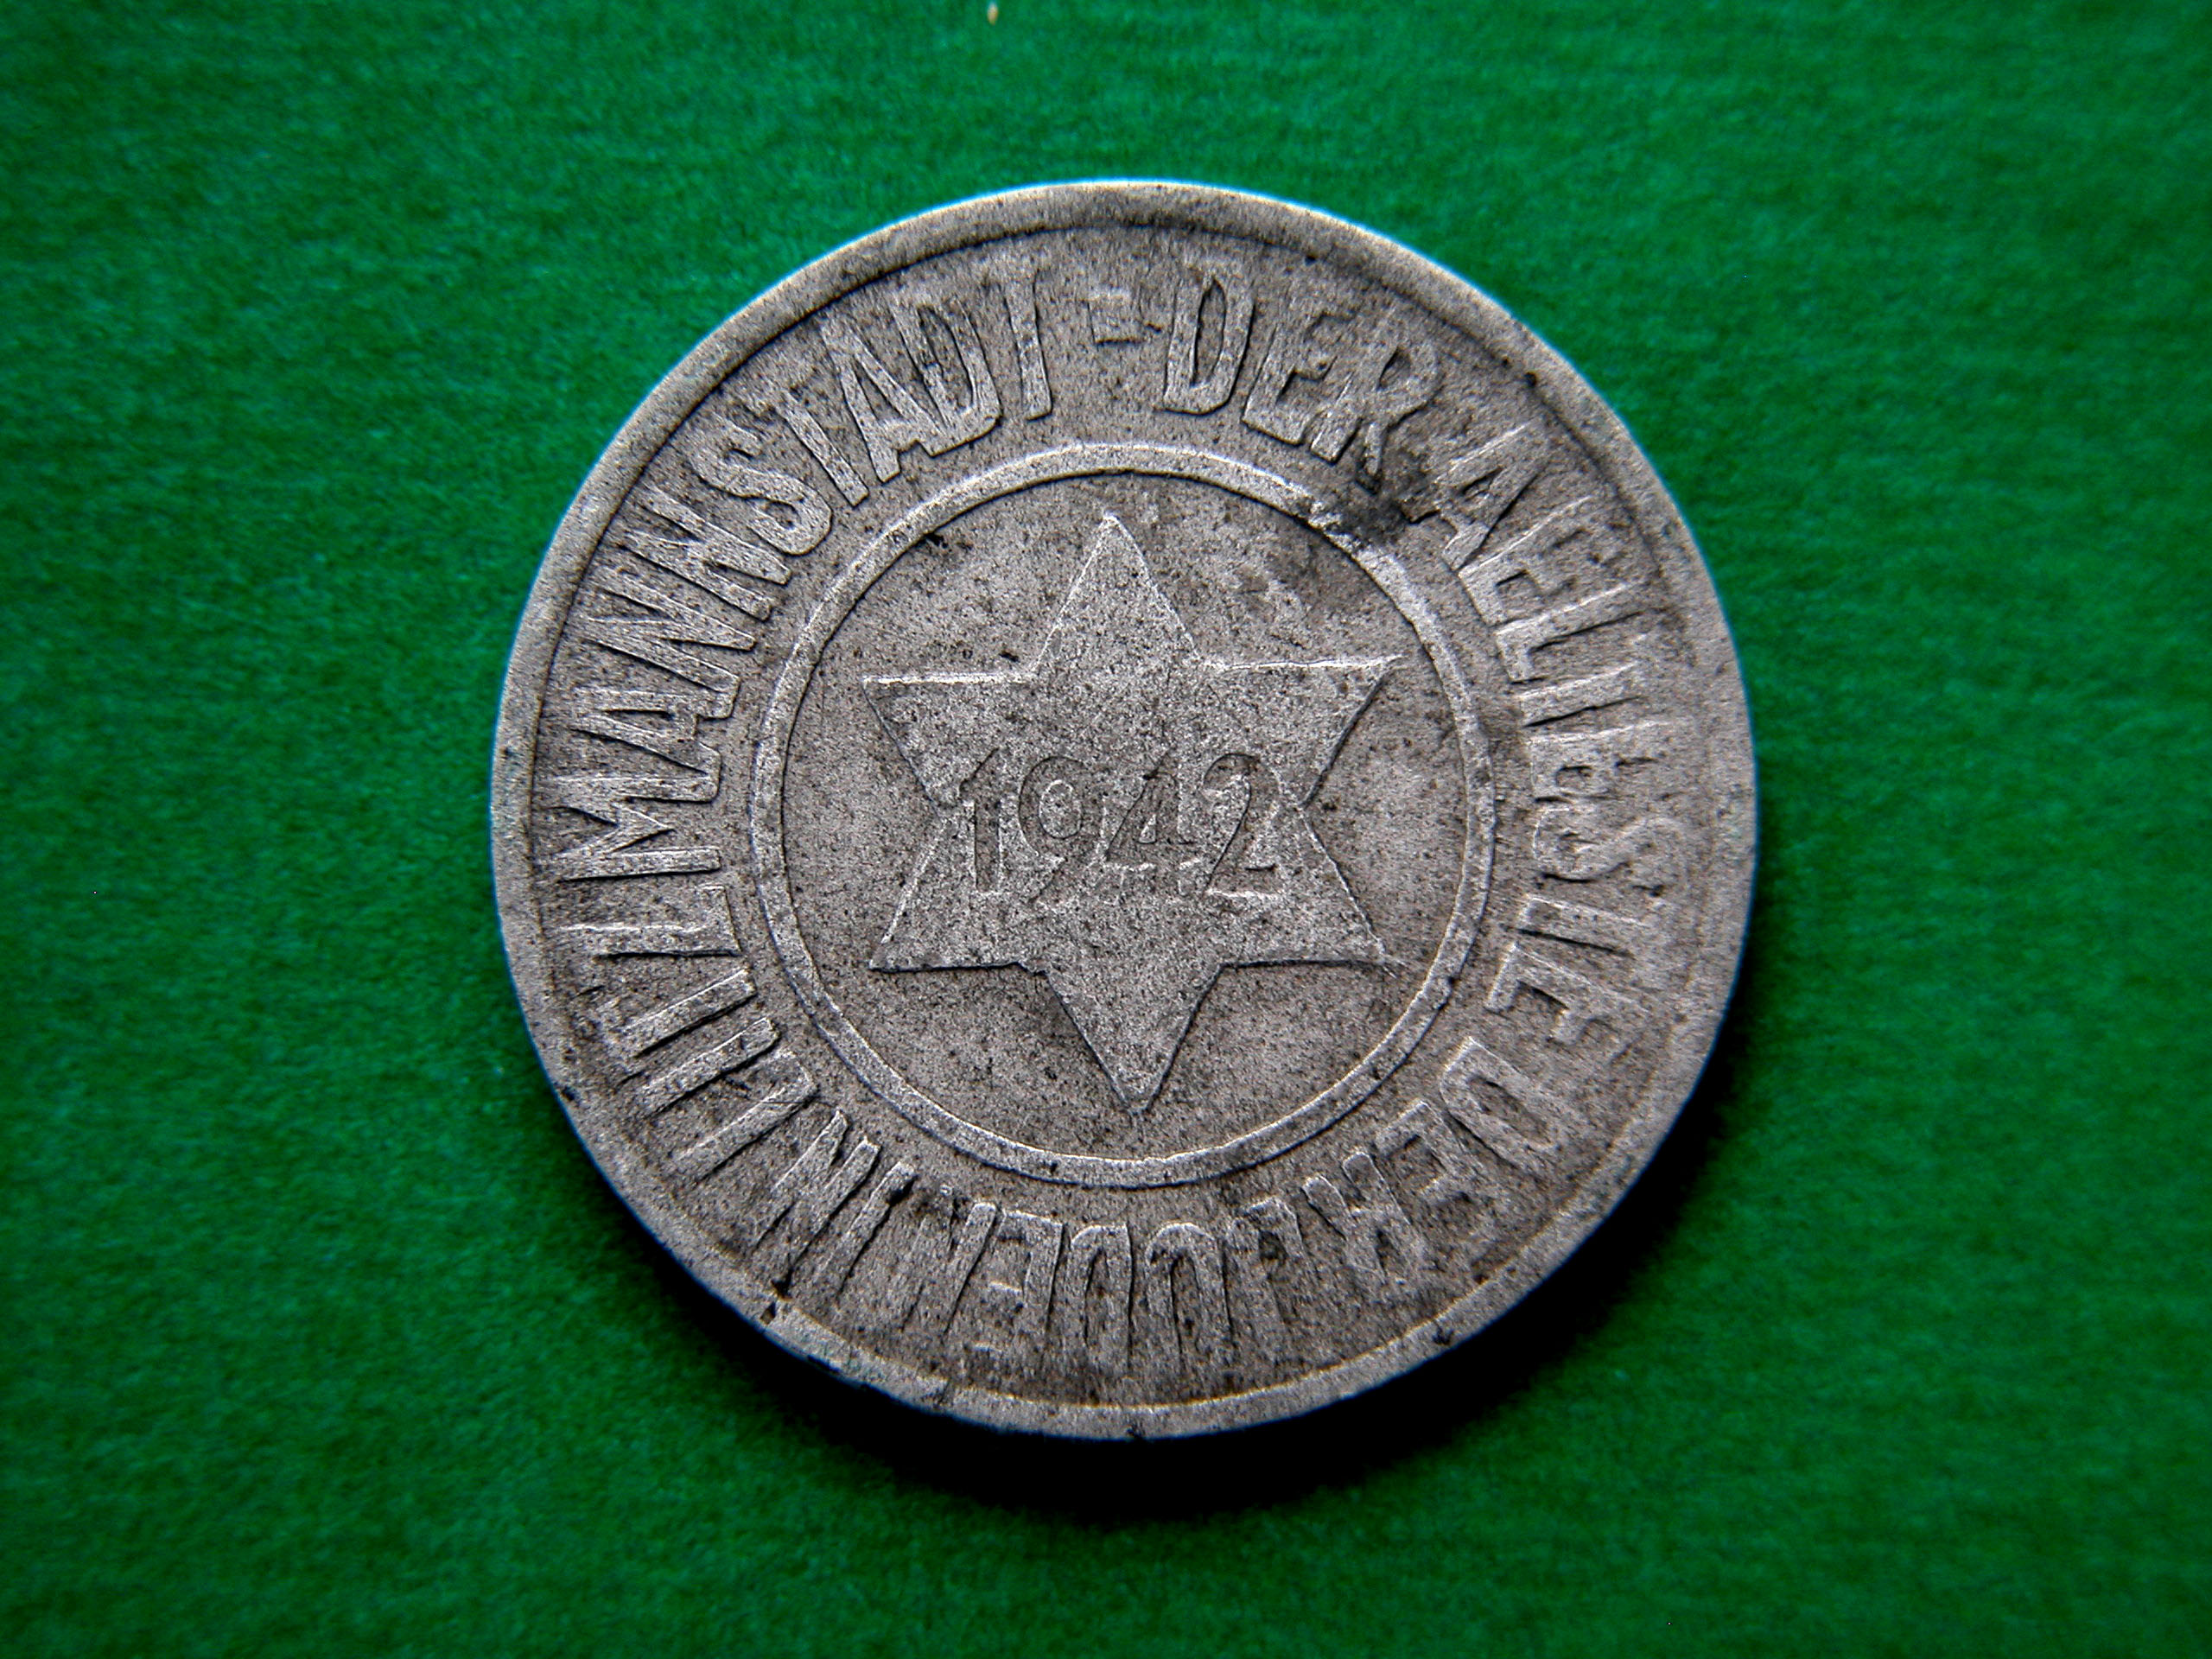 DER AELTESTE DER JUDEN IN LITZMANNSTADT -
1942